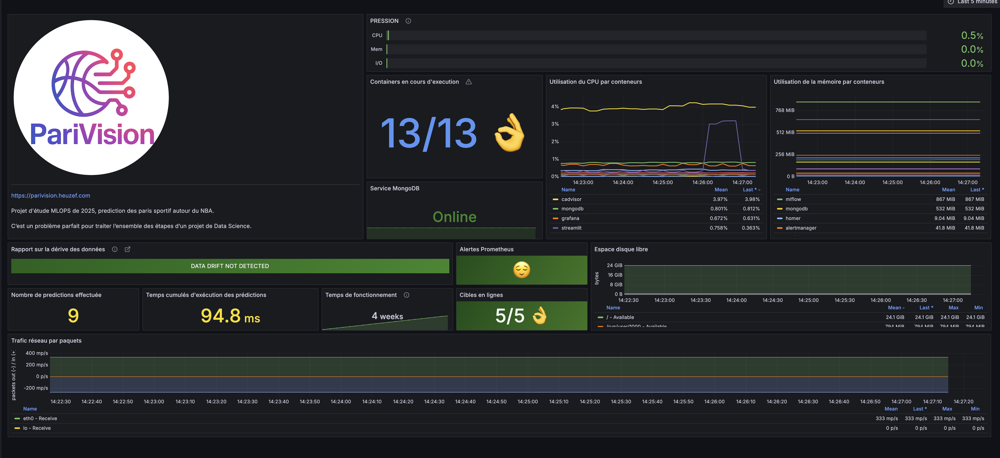 Last 5 minutes
PariVision
https://parivision.heuzef.com
Projet d'étude MLOPS de 2025, prediction des paris sportif autour du NBA.
C’est un problème parfait pour traiter l’ensemble des étapes d’un projet de Data Science.
PRESSION
CPU 0.5%
Mem 0.0%
I/O 0.0%
Containers en cours d'execution
13/13 👌
Service MongoDB
Online
Utilisation du CPU par conteneurs
4%
3%
2%
1%
0%
14:23:00 14:24:00 14:25:00 14:26:00 14:27:00
Name Mean Last *
cadvisor 3.97% 3.98%
mongodb 0.801% 0.812%
grafana 0.672% 0.631%
streamlit 0.758% 0.363%
Utilisation de la mémoire par conteneurs
768 MiB
512 MiB
256 MiB
0 B
14:23:00 14:24:00 14:25:00 14:26:00 14:27:00
Name Mean Last *
mlflow 867 MiB 867 MiB
mongodb 532 MiB 532 MiB
homer 9.04 MiB 9.04 MiB
alertmanager 41.8 MiB 41.8 MiB
Rapport sur la dérive des données
DATA DRIFT NOT DETECTED
Alertes Prometheus
😌
Espace disque libre
bytes
24 GiB
16 GiB
8 GiB
0 B
14:22:30 14:23:00 14:23:30 14:24:00 14:24:30 14:25:00 14:25:30 14:26:00 14:26:30 14:27:00
Name Mean Last * Max Min
/ - Available 24.1 GiB 24.1 GiB 24.1 GiB 24.1 GiB
/run/user/1000 - Available 794 MiB 794 MiB 794 MiB 794 MiB
Nombre de predictions effectuée
9
Temps cumulés d'exécution des prédictions
94.8 ms
Temps de fonctionnement
4 weeks
Cibles en lignes
5/5 👌
Trafic réseau par paquets
packets out (-) / in (+
400 mp/s
200 mp/s
0 p/s
-200 mp/s
14:22:30 14:22:40 14:22:50 14:23:00 14:23:10 14:23:20 14:23:30 14:23:40 14:23:50 14:24:00 14:24:10 14:24:20 14:24:30 14:24:40 14:24:50 14:25:00 14:25:10 14:25:20 14:25:30 14:25:40 14:25:50 14:26:00 14:26:10 14:26:20 14:26:30 14:26:40 14:26:50 14:27:00 14:27:10 14:27:20
Name Mean Last * Max Min
eth0 - Receive 333 mp/s 333 mp/s 333 mp/s 333 mp/s
lo - Receive 0 p/s 0 p/s 0 p/s 0 p/s